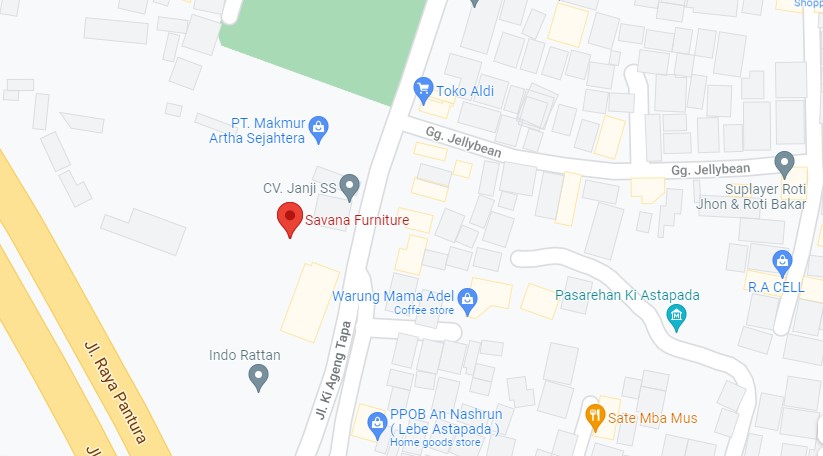 Shopp
Toko Aldi
PT. Makmur
Artha Sejahtera
Gg. Jellybean
Gg. Jellybean
CV. Janji SS
Suplayer Roti
Jhon & Roti Bakar
Savana Furniture
R.A CELL
Warung Mama Adel
Coffee store
Pasarehan Ki Astapada
Indo Rattan
Jl. Ki Ageng Tapa
Jl. Raya Pantura
Jl.
PPOB An Nashrun
( Lebe Astapada )
Home goods store
Sate Mba Mus